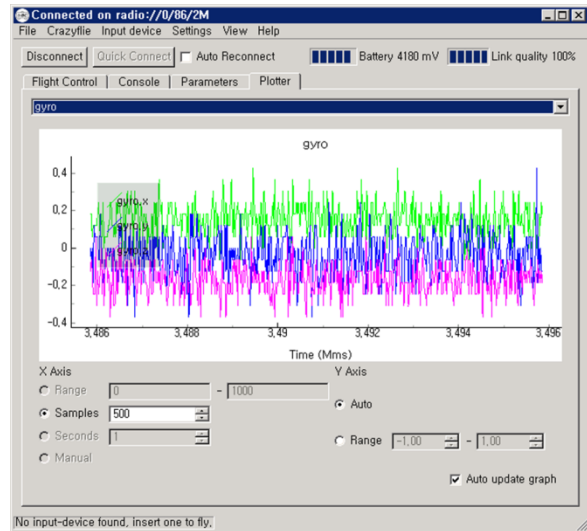 Connected on radio://0/86/2M
File Crazyflie Input device Settings View Help
Disconnect Quick Connect Auto Reconnect Battery 4180 mV Link quality 100%
Flight Control Console Parameters Plotter
gyro
gyro
0,4
0,2
0
-0,2
-0,4
gyro.x
gyro.y
gyro.z
3,486 3,488 3,49 3,492 3,494 3,496
Time (Mms)
X Axis Y Axis
Range 0 - 1000
Auto
Samples 500
Seconds 1
Range -1,00 - 1,00
Manual
Auto update graph
No input-device found, insert one to fly,